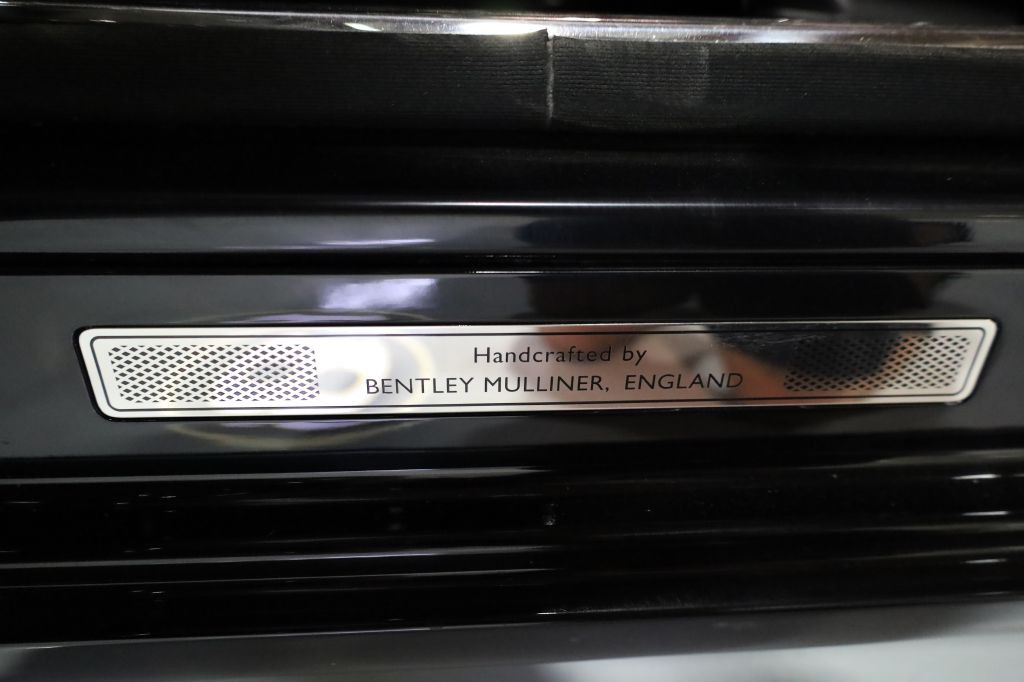 Handcrafted by
BENTLEY MULLINER, ENGLAND